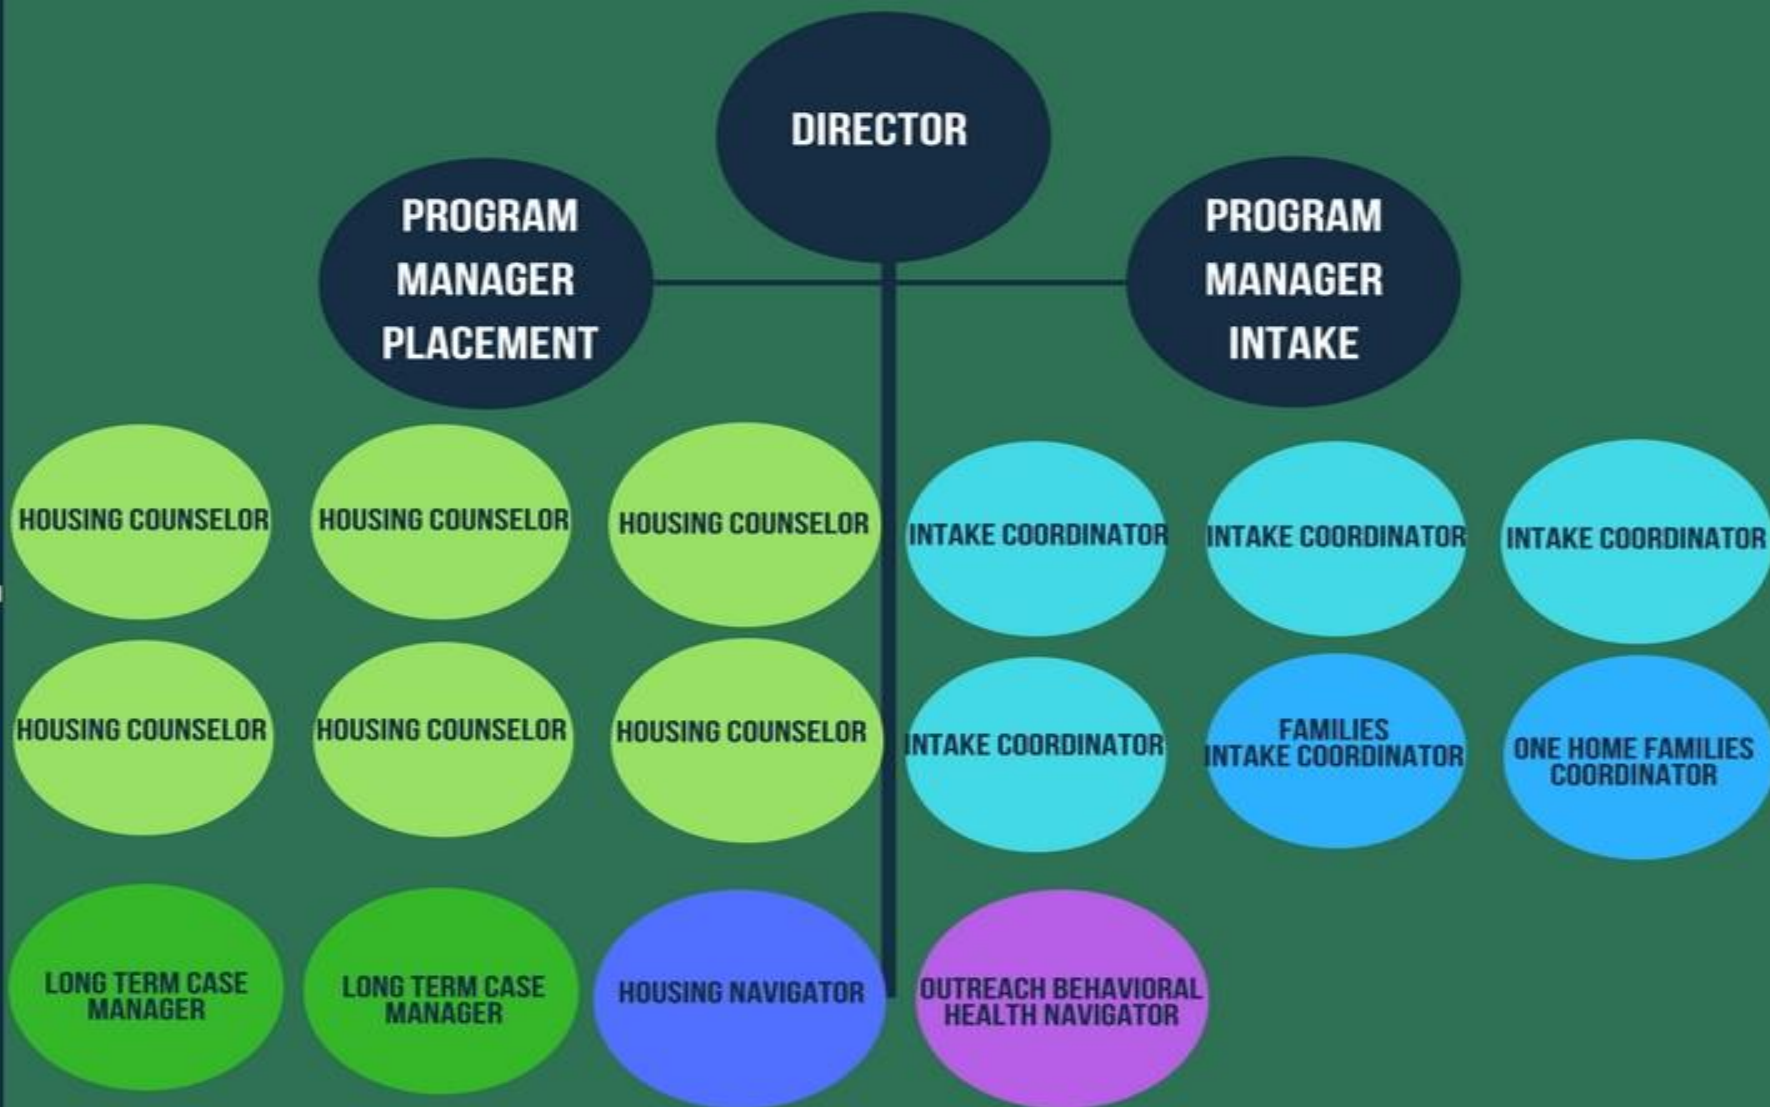 DIRECTOR
PROGRAM
MANAGER
PLACEMENT
PROGRAM
MANAGER
INTAKE
HOUSING COUNSELOR
HOUSING COUNSELOR
HOUSING COUNSELOR
INTAKE COORDINATOR
INTAKE COORDINATOR
INTAKE COORDINATOR
HOUSING COUNSELOR
HOUSING COUNSELOR
HOUSING COUNSELOR
INTAKE COORDINATOR
FAMILIES
INTAKE COORDINATOR
ONE HOME FAMILIES
COORDINATOR
LONG TERM CASE
MANAGER
LONG TERM CASE
MANAGER
HOUSING NAVIGATOR
OUTREACH BEHAVIORAL
HEALTH NAVIGATOR